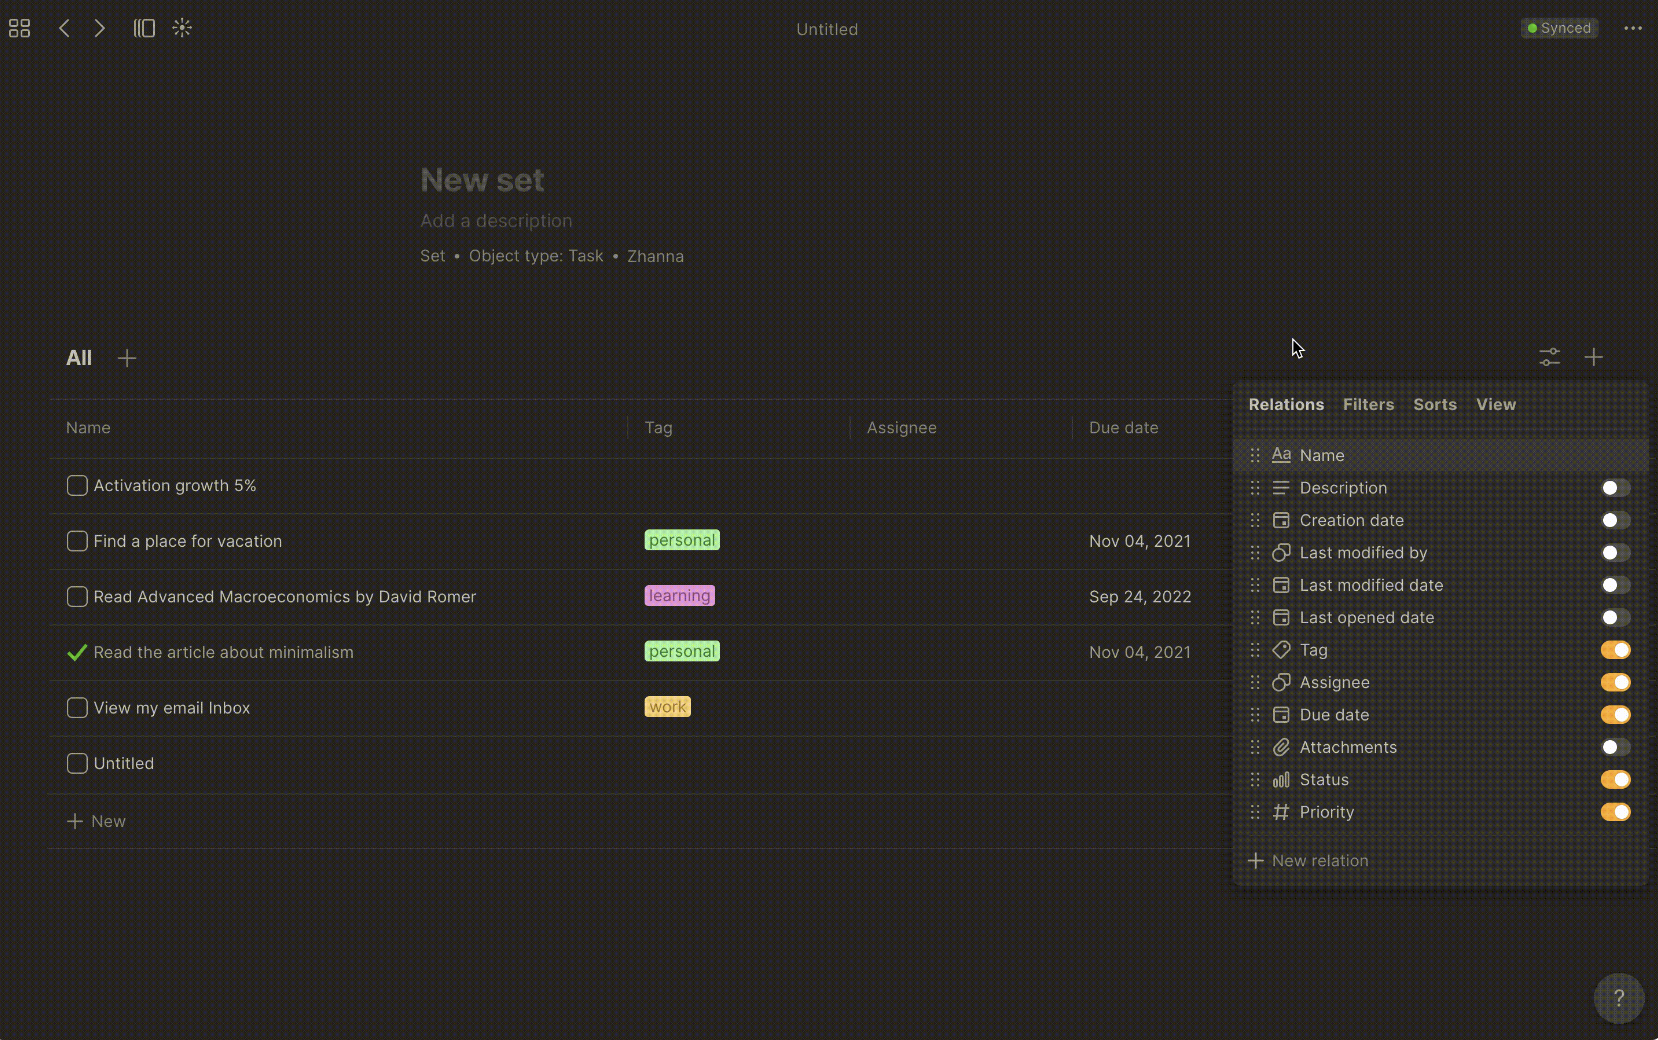 Untitled
Synced
New set
Add a description
Set • Object type: Task • Zhanna
All
Name Tag Assignee Due date
Activation growth 5%
Find a place for vacation personal Nov 04, 2021
Read Advanced Macroeconomics by David Romer learning Sep 24, 2022
Read the article about minimalism personal Nov 04, 2021
View my email Inbox work
Untitled
New
Relations Filters Sorts View
Aa Name
Description
Creation date
Last modified by
Last modified date
Last opened date
Tag
Assignee
Due date
Attachments
Status
Priority
New relation
?